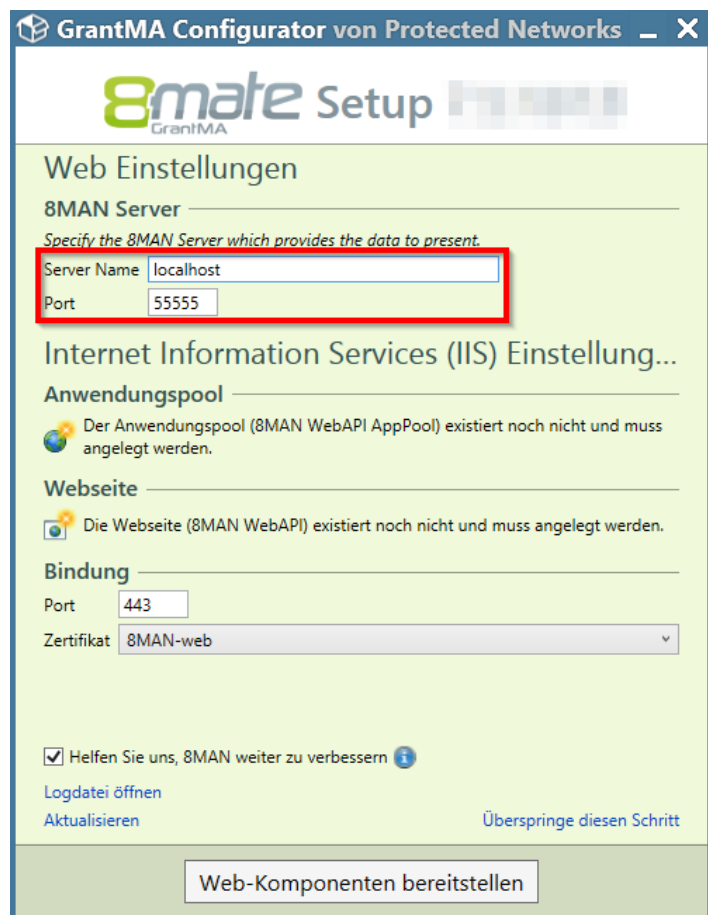 GrantMA Configurator von Protected Networks
8mate Setup
GrantMA
Web Einstellungen
8MAN Server
Specify the 8MAN Server which provides the data to present.
Server Name localhost
Port 55555
Internet Information Services (IIS) Einstellung...
Anwendungspool
Der Anwendungspool (8MAN WebAPI AppPool) existiert noch nicht und muss
angelegt werden.
Webseite
Die Webseite (8MAN WebAPI) existiert noch nicht und muss angelegt werden.
Bindung
Port 443
Zertifikat 8MAN-web
Helfen Sie uns, 8MAN weiter zu verbessern
Logdatei öffnen
Aktualisieren Überspringe diesen Schritt
Web-Komponenten bereitstellen